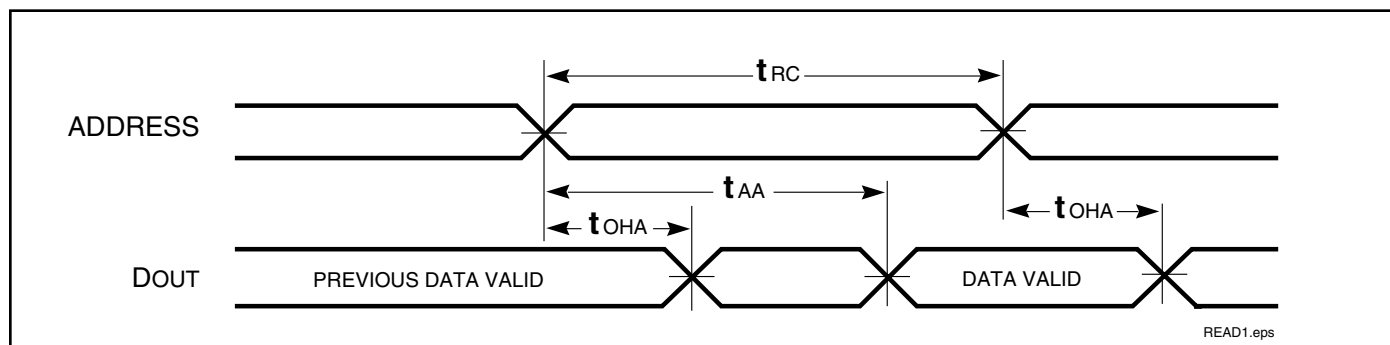 tRC
ADDRESS
tAA
tOHA
tOHA
DOUT
PREVIOUS DATA VALID
DATA VALID
READ1.eps